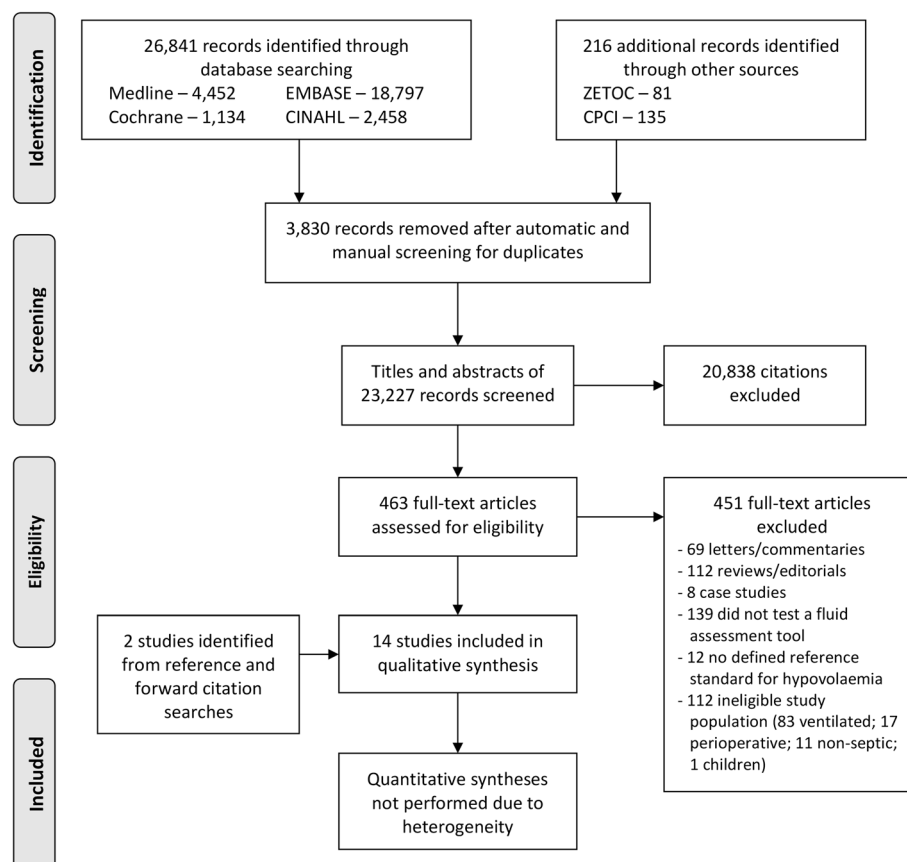 Identification
26,841 records identified through
database searching
Medline – 4,452 EMBASE – 18,797
Cochrane – 1,134 CINAHL – 2,458
216 additional records identified
through other sources
ZETOC – 81
CPCI – 135
3,830 records removed after automatic and
manual screening for duplicates
Screening
Titles and abstracts of
23,227 records screened
20,838 citations
excluded
Eligibility
463 full-text articles
assessed for eligibility
451 full-text articles
excluded
- 69 letters/commentaries
- 112 reviews/editorials
- 8 case studies
- 139 did not test a fluid
assessment tool
- 12 no defined reference
standard for hypovolaemia
- 112 ineligible study
population (83 ventilated; 17
perioperative; 11 non-septic;
1 children)
2 studies identified
from reference and
forward citation
searches
14 studies included in
qualitative synthesis
Included
Quantitative syntheses
not performed due to
heterogeneity